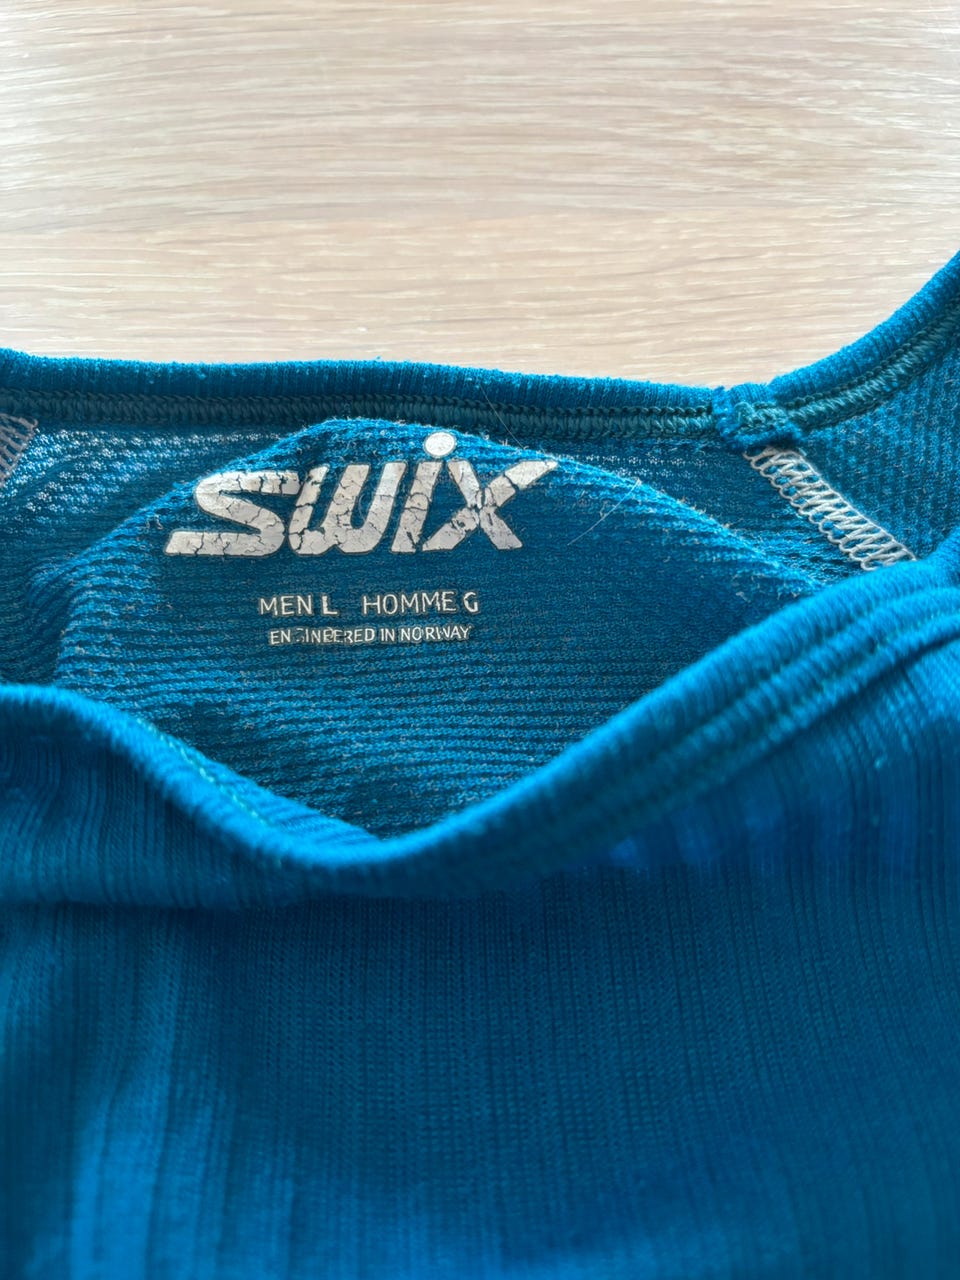 SWIX
MEN L HOMME G
ENGINEERED IN NORWAY